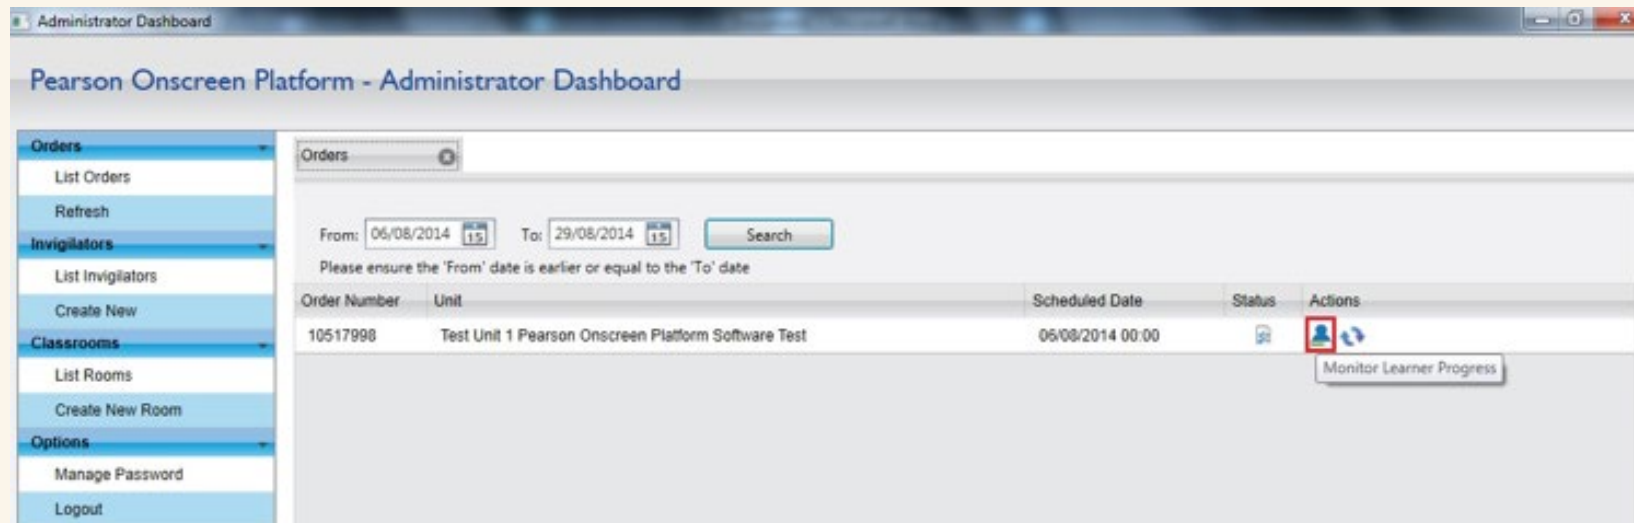 Administrator Dashboard
Pearson Onscreen Platform - Administrator Dashboard
Orders
List Orders
Refresh
Invigilators
List Invigilators
Create New
Classrooms
List Rooms
Create New Room
Options
Manage Password
Logout
Orders
From: 06/08/2014 15 To: 29/08/2014 15 Search
Please ensure the 'From' date is earlier or equal to the 'To' date
Order Number Unit Scheduled Date Status Actions
10517998 Test Unit 1 Pearson Onscreen Platform Software Test 06/08/2014 00:00
Monitor Learner Progress